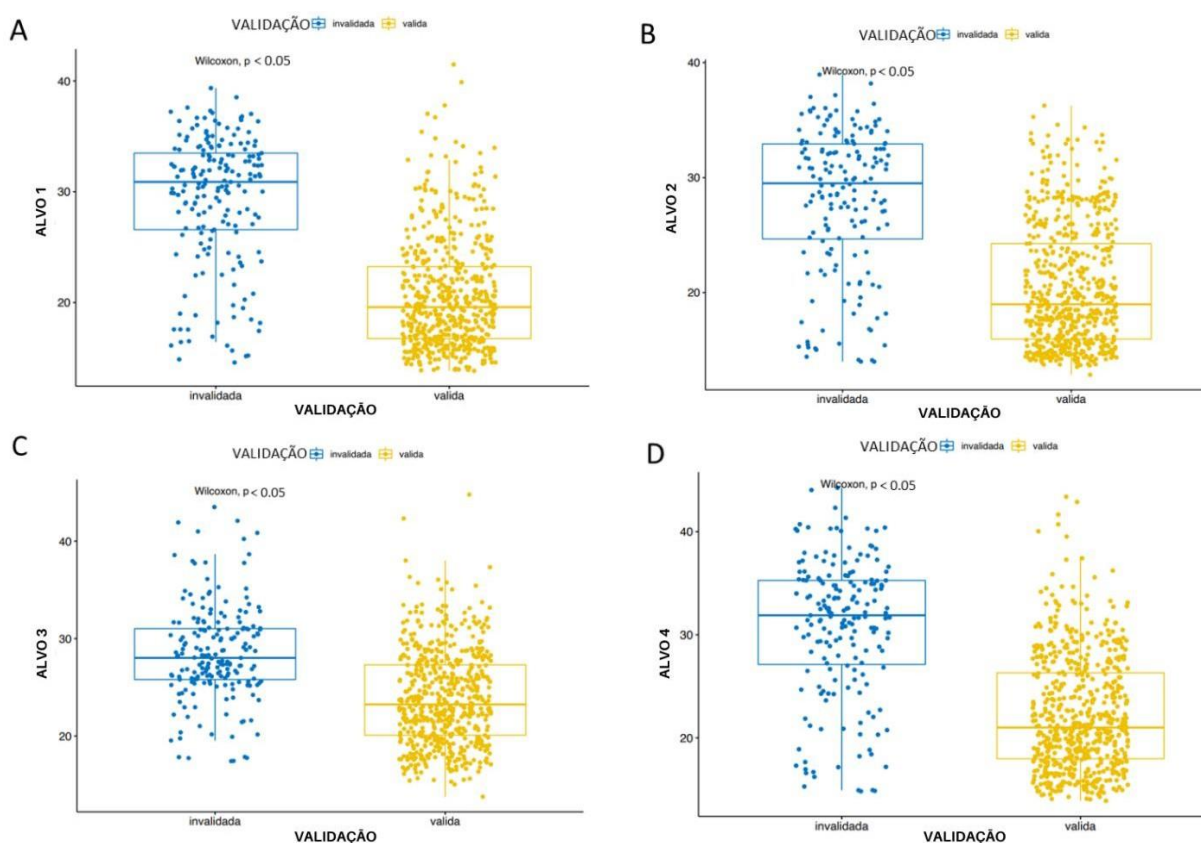 A
VALIDAÇÃO invalidada valida
Wilcoxon, p < 0.05
40
30
20
ALVO 1
invalidada valida
VALIDAÇÃO
B
VALIDAÇÃO invalidada valida
Wilcoxon, p < 0.05
40
30
20
ALVO 2
invalidada valida
VALIDAÇÃO
C
VALIDAÇÃO invalidada valida
Wilcoxon, p < 0.05
40
30
20
ALVO 3
invalidada valida
VALIDAÇÃO
D
VALIDAÇÃO invalidada valida
Wilcoxon, p < 0.05
40
30
20
ALVO 4
invalidada valida
VALIDAÇÃO